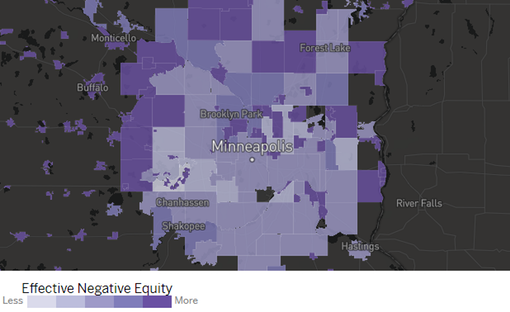 Monticello
Forest Lake
Buffalo
Brooklyn Park
Minneapolis
Chanhassen
River Falls
Shakopee
Hastings
Effective Negative Equity
Less More